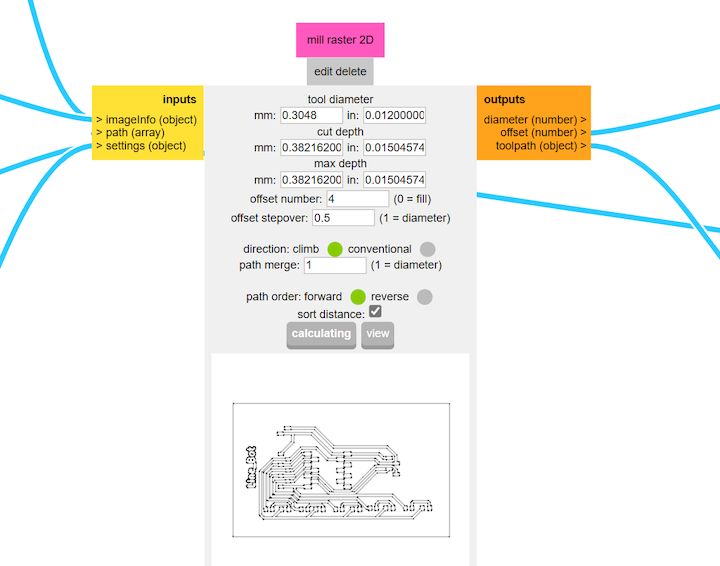 mill raster 2D
edit delete
inputs
> imageInfo (object)
> path (array)
> settings (object)
tool diameter
mm: 0.3048 in: 0.01200000
cut depth
mm: 0.38216200 in: 0.01504574
max depth
mm: 0.38216200 in: 0.01504574
offset number: 4 (0 = fill)
offset stepover: 0.5 (1 = diameter)
direction: climb conventional
path merge: 1 (1 = diameter)
path order: forward reverse
sort distance:
calculating view
outputs
diameter (number) >
offset (number) >
toolpath (object) >